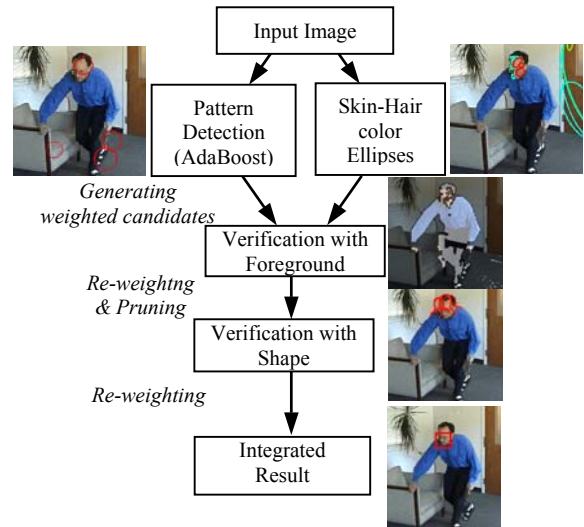 Input Image
Pattern
Detection
(AdaBoost)
Skin-Hair
color
Ellipses
Generating
weighted candidates
Verification with
Foreground
Re-weightng
& Pruning
Verification with
Shape
Re-weighting
Integrated
Result